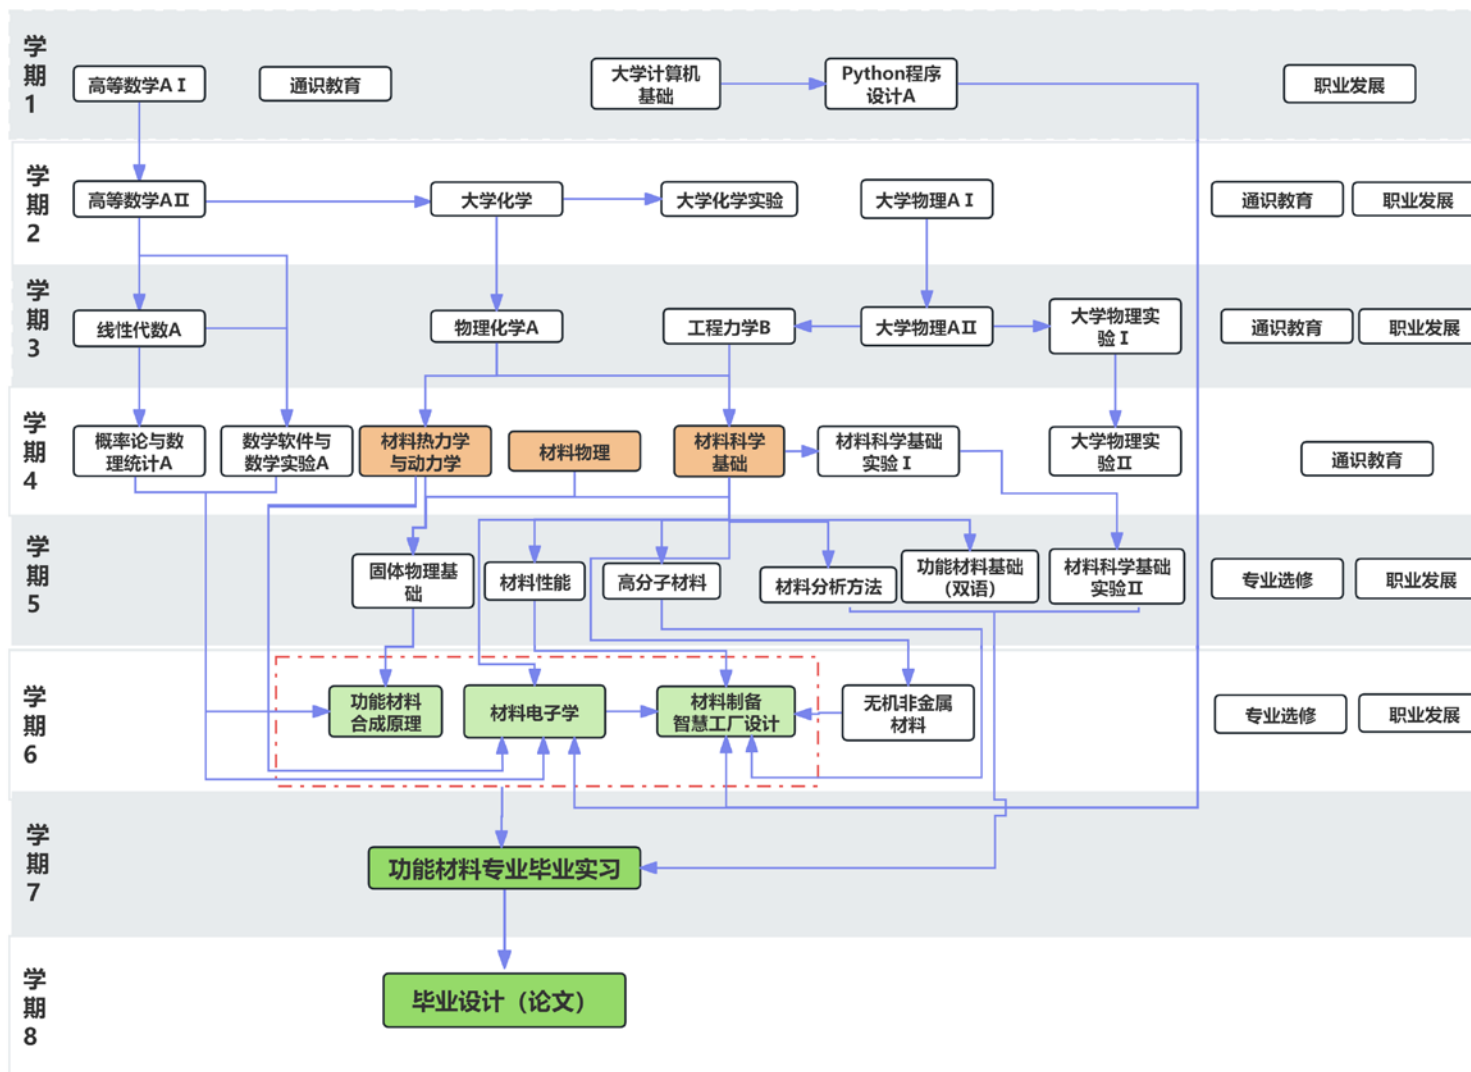 学
期
1
高等数学AⅠ
通识教育
大学计算机
基础
Python程序
设计A
职业发展
学
期
2
高等数学AⅡ
大学化学
大学化学实验
大学物理AⅠ
通识教育
职业发展
学
期
3
线性代数A
物理化学A
工程力学B
大学物理AⅡ
大学物理实
验Ⅰ
通识教育
职业发展
学
期
4
概率论与数
理统计A
数学软件与
数学实验A
材料热力学
与动力学
材料物理
材料科学
基础
材料科学基础
实验Ⅰ
大学物理实
验Ⅱ
通识教育
学
期
5
固体物理基
础
材料性能
高分子材料
材料分析方法
功能材料基础
（双语）
材料科学基础
实验Ⅱ
专业选修
职业发展
学
期
6
功能材料
合成原理
材料电子学
材料制备
智慧工厂设计
无机非金属
材料
专业选修
职业发展
学
期
7
功能材料专业毕业实习
学
期
8
毕业设计（论文）